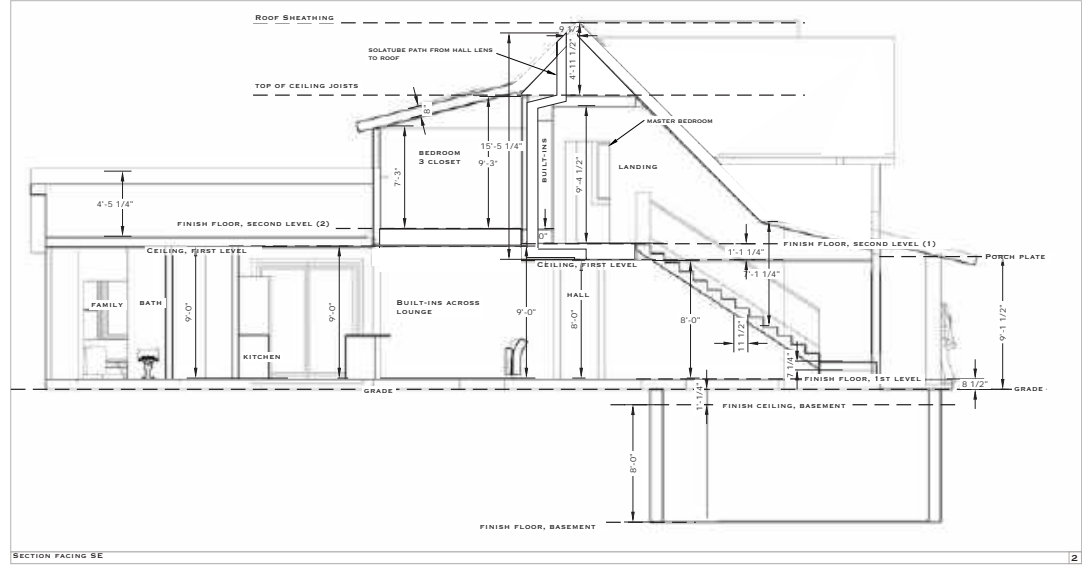 Roof Sheathing
9 1/2"
SOLATUBE PATH FROM HALL LENS
TO ROOF
4'-11 1/2"
TOP OF CEILING JOISTS
8"
MASTER BEDROOM
BEDROOM
3 CLOSET
15'-5 1/4"
9'-3"
7'-3"
BUILT-INS
9'-4 1/2"
LANDING
4'-5 1/4"
FINISH FLOOR, SECOND LEVEL (2)
0"
FINISH FLOOR, SECOND LEVEL (1)
Ceiling, first level
1'-1 1/4"
Porch Plate
Ceiling, first level
FAMILY
BATH
9'-0"
9'-0"
Built-ins across
lounge
HALL
9'-0"
8'-0"
8'-0"
11 1/2"
9'-1 1/2"
KITCHEN
7 1/4"
FINISH FLOOR, 1ST LEVEL
8 1/2"
GRADE
GRADE
1'-1/4"
FINISH CEILING, BASEMENT
8'-0"
FINISH FLOOR, BASEMENT
Section facing SE
2